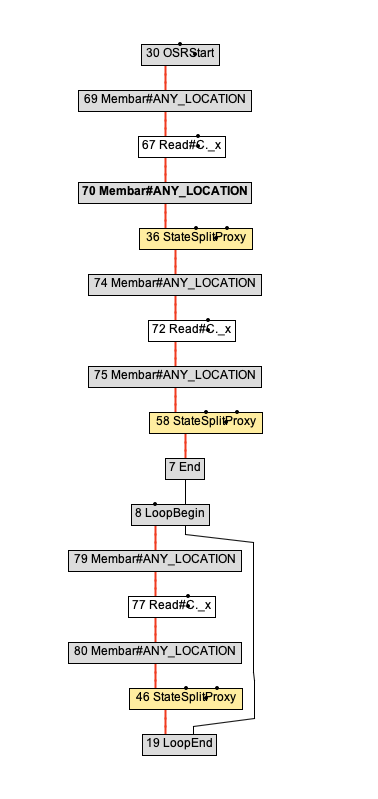 30 OSRStart
69 Membar#ANY_LOCATION
67 Read#C._x
70 Membar#ANY_LOCATION
36 StateSplitProxy
74 Membar#ANY_LOCATION
72 Read#C._x
75 Membar#ANY_LOCATION
58 StateSplitProxy
7 End
8 LoopBegin
79 Membar#ANY_LOCATION
77 Read#C._x
80 Membar#ANY_LOCATION
46 StateSplitProxy
19 LoopEnd